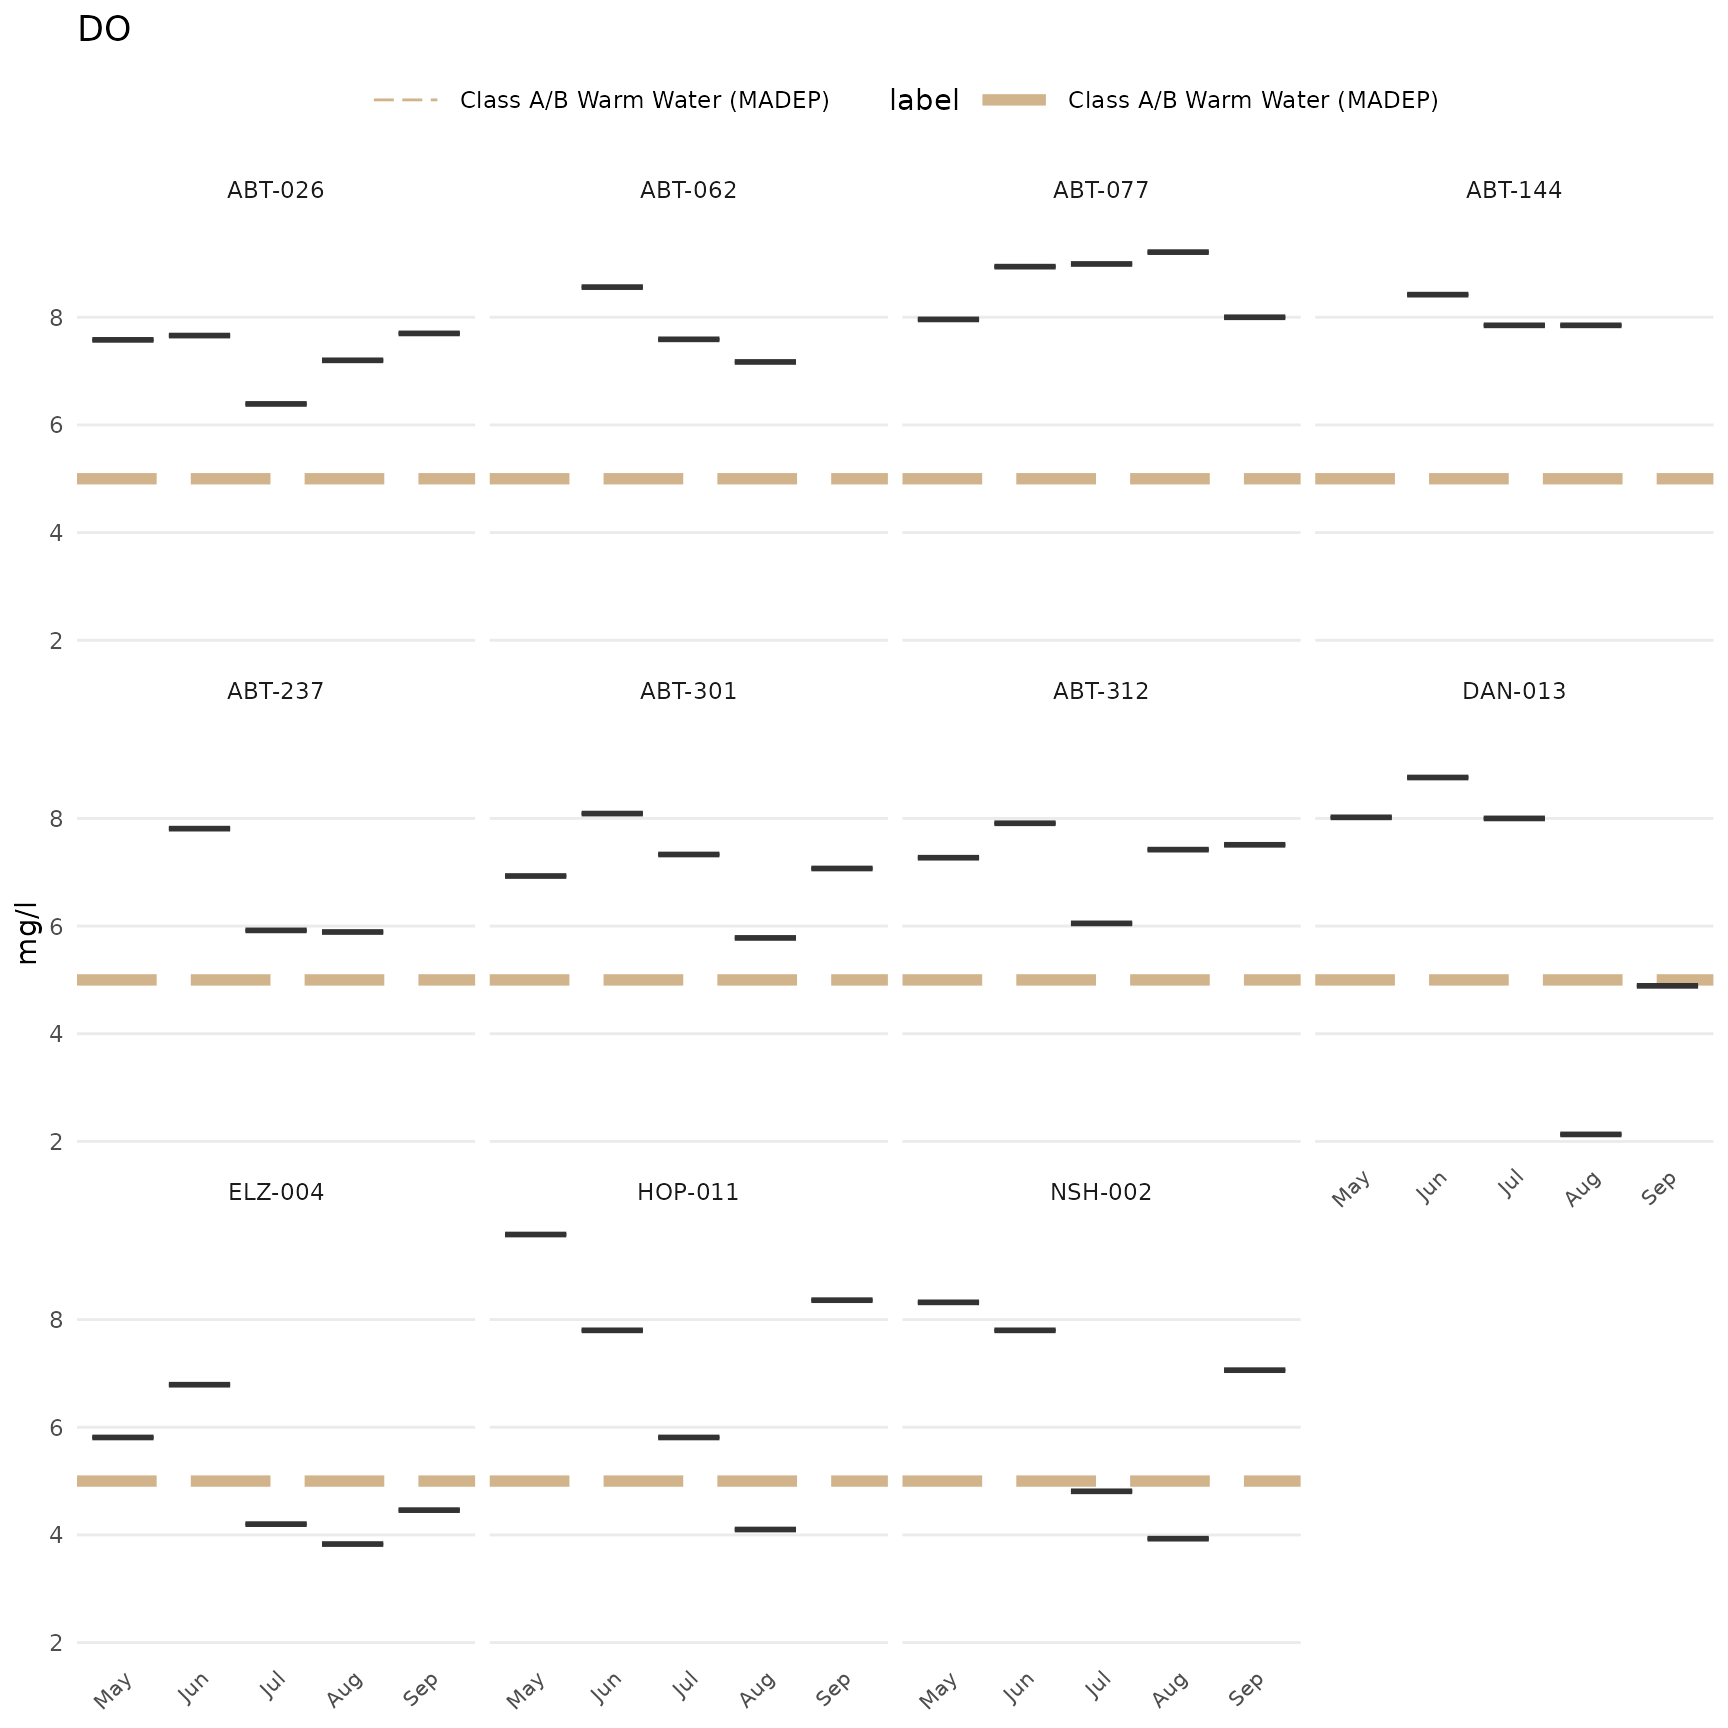 DO
Class A/B Warm Water (MADEP) label Class A/B Warm Water (MADEP)
ABT-026 ABT-062 ABT-077 ABT-144
8
6
4
2
ABT-237 ABT-301 ABT-312 DAN-013
8
6
4
2
mg/l
May Jun Jul Aug Sep
ELZ-004 HOP-011 NSH-002
8
6
4
2
May Jun Jul Aug Sep May Jun Jul Aug Sep May Jun Jul Aug Sep